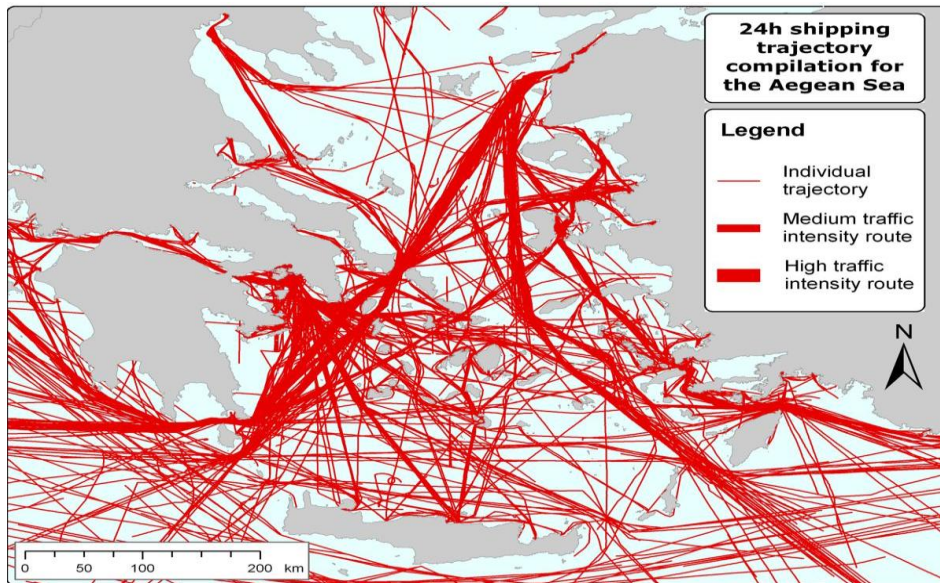 24h shipping
trajectory
compilation for
the Aegean Sea
Legend
Individual
trajectory
Medium traffic
intensity route
High traffic
intensity route
N
0 50 100 200 km